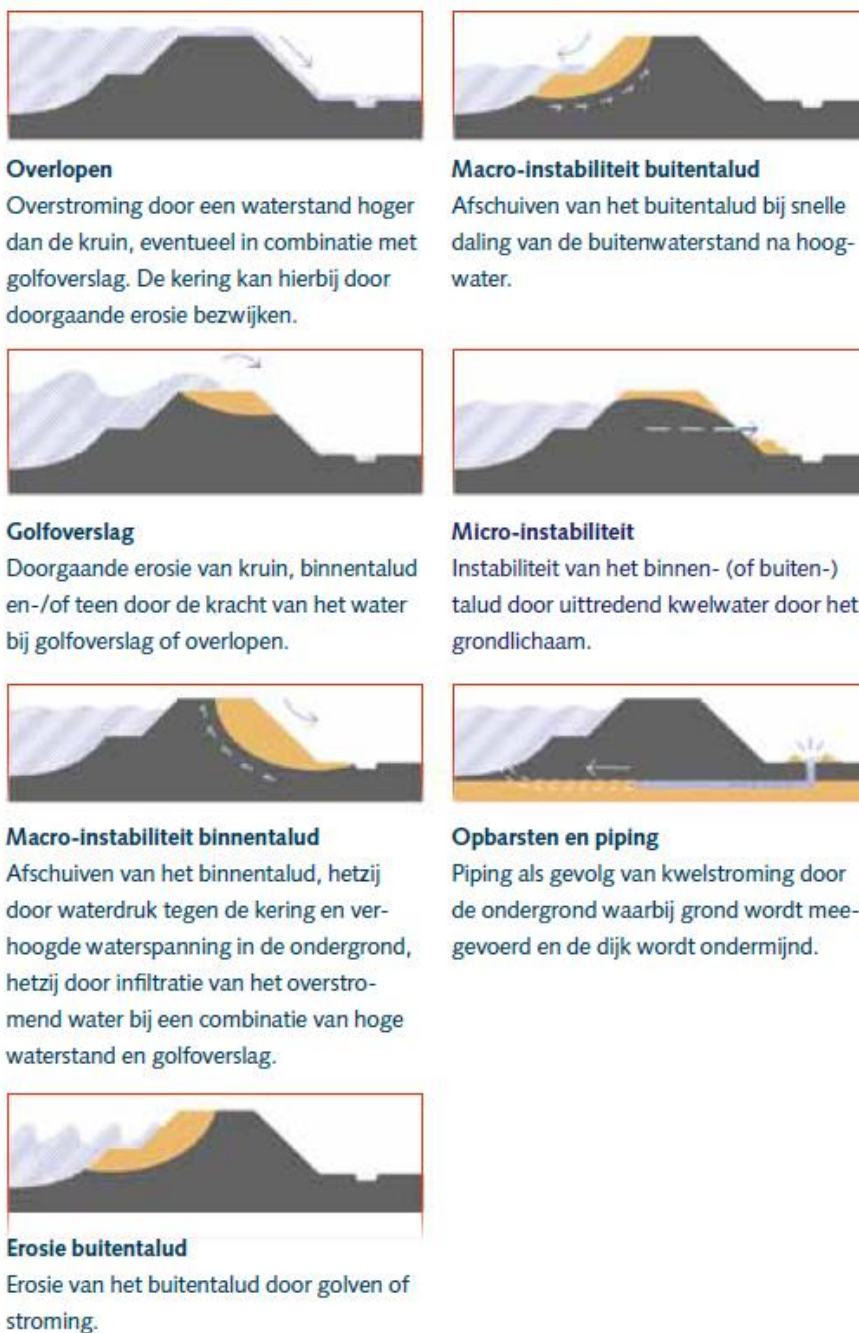 Overlopen
Overstroming door een waterstand hoger
dan de kruin, eventueel in combinatie met
golfoverslag. De kering kan hierbij door
doorgaande erosie bezwijken.
Macro-instabiliteit buitentalud
Afschuiven van het buitentalud bij snelle
daling van de buitenwaterstand na hoog-
water.
Golfoverslag
Doorgaande erosie van kruin, binnentalud
en-/of teen door de kracht van het water
bij golfoverslag of overlopen.
Micro-instabiliteit
Instabiliteit van het binnen- (of buiten-)
talud door uittredend kwelwater door het
grondlichaam.
Macro-instabiliteit binnentalud
Afschuiven van het binnentalud, hetzij
door waterdruk tegen de kering en ver-
hoogde waterspanning in de ondergrond,
hetzij door infiltratie van het overstro-
mend water bij een combinatie van hoge
waterstand en golfoverslag.
Opbarsten en piping
Piping als gevolg van kwelstroming door
de ondergrond waarbij grond wordt mee-
gevoerd en de dijk wordt ondermijnd.
Erosie buitentalud
Erosie van het buitentalud door golven of
stroming.